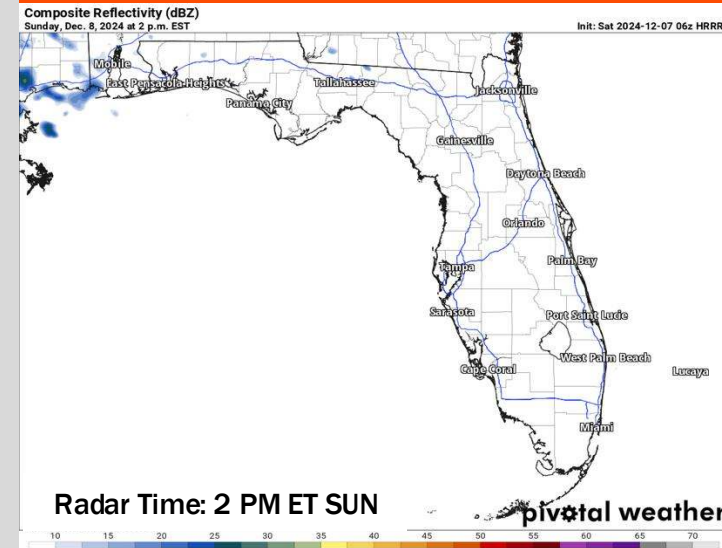 Composite Reflectivity (dBZ)
Sunday, Dec. 8, 2024 at 2 p.m. EST Init: Sat 2024-12-07 06z HRRR
Mobile
East Pensacola Heights Tallahassee
Jacksonville
Panama City
Gainesville
Daytona Beach
Orlando
Palm Bay
Tampa
Sarasota Port Saint Lucie
West Palm Beach
Cape Coral Lucaya
Miami
Radar Time: 2 PM ET SUN pivotal weather
10 15 20 25 30 35 40 45 50 55 60 65 70